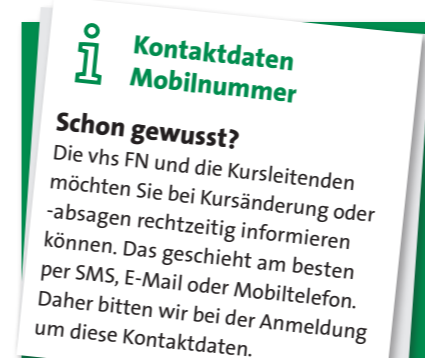 Kontaktdaten
Mobilnummer
Schon gewusst?
Die vhs FN und die Kursleitenden
möchten Sie bei Kursänderung oder
-absagen rechtzeitig informieren
können. Das geschieht am besten
per SMS, E-Mail oder Mobiltelefon.
Daher bitten wir bei der Anmeldung
um diese Kontaktdaten.